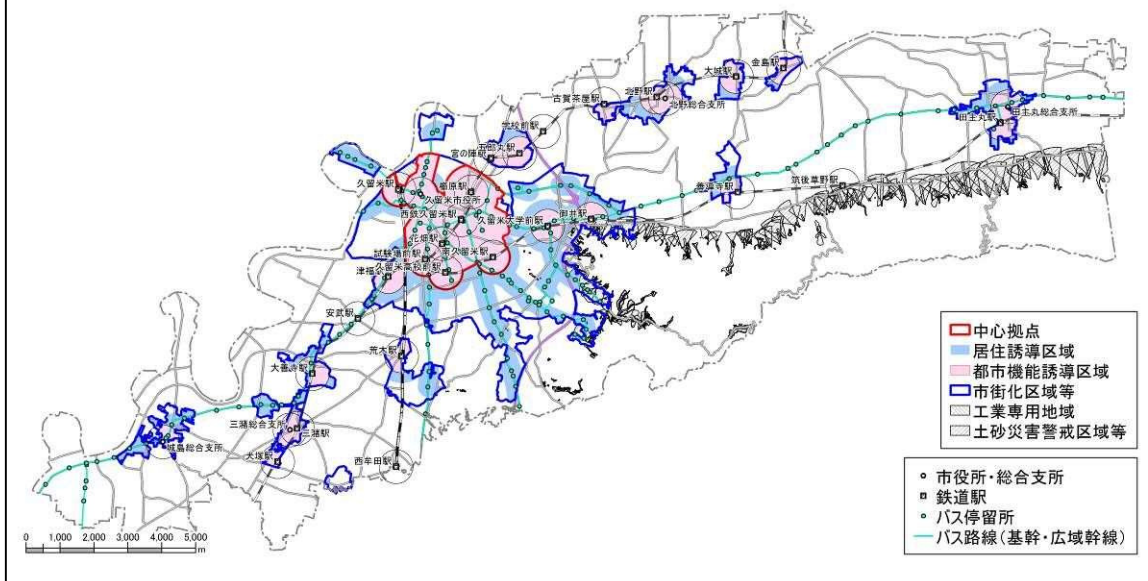 金島駅
大城駅
北野駅
北野総合支所
古賀茶屋駅
学校前駅
五郎丸駅
宮の陣駅
田主丸総合支所
田主丸駅
善導寺駅
筑後草野駅
久留米駅
櫛原駅
久留米市役所
西鉄久留米駅
久留米大学前駅
御井駅
花畑駅
試験場前駅
南久留米駅
久留米高校前駅
津福駅
安武駅
荒木駅
大善寺駅
三潴総合支所
三潴駅
城島総合支所
犬塚駅
西牟田駅
中心拠点
居住誘導区域
都市機能誘導区域
市街化区域等
工業専用地域
土砂災害警戒区域等
市役所・総合支所
鉄道駅
バス停留所
バス路線(基幹・広域幹線)
0 1,000 2,000 3,000 4,000 5,000
m